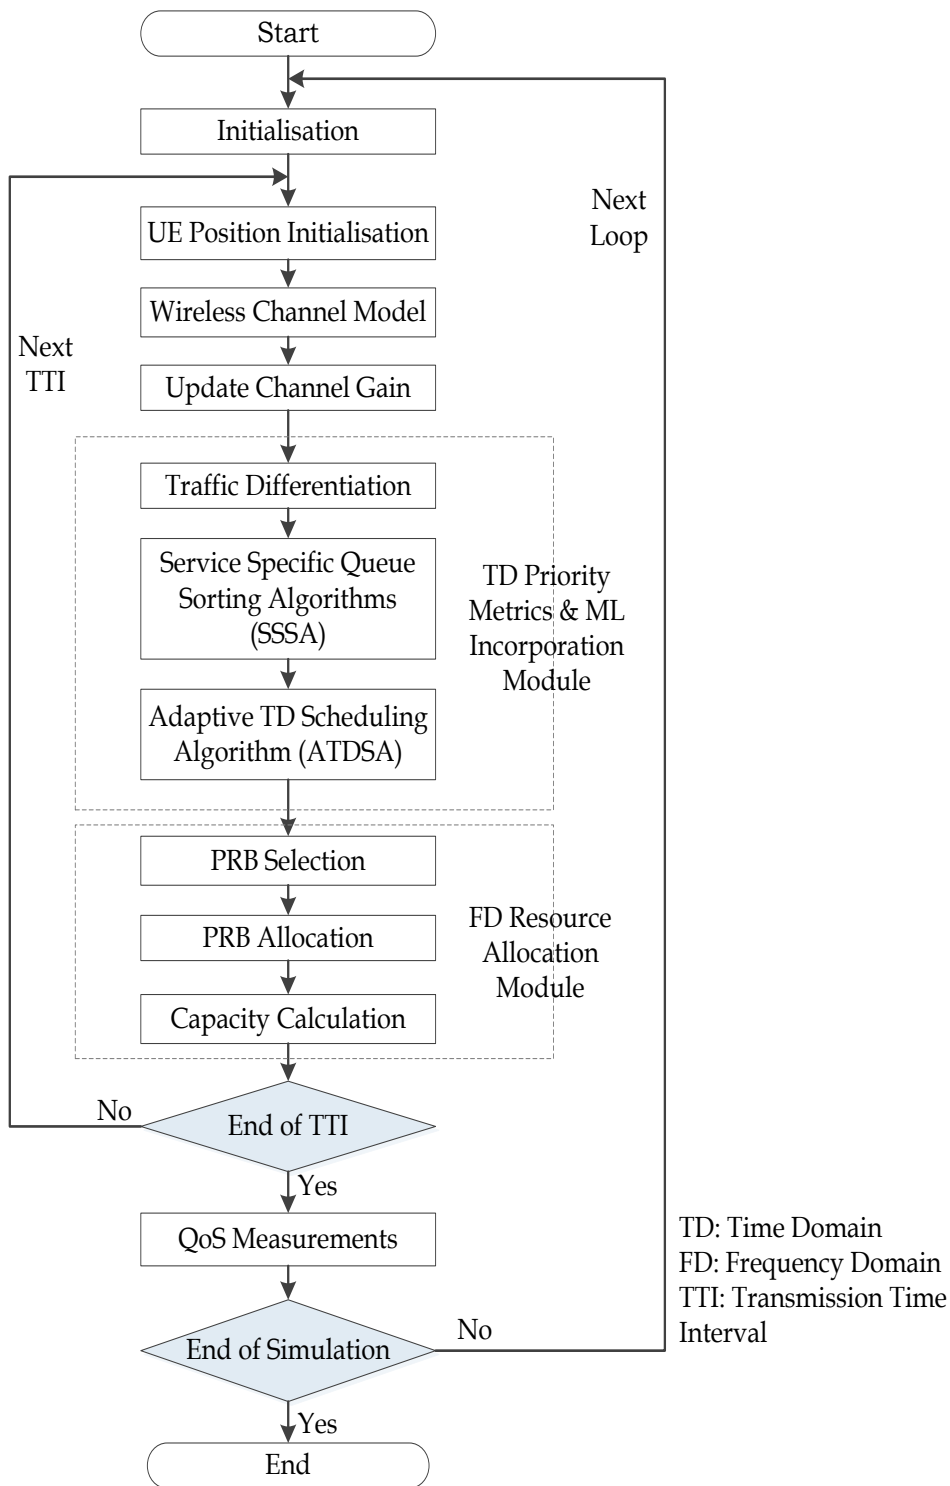 Start
Initialisation
Next
Loop
UE Position Initialisation
Wireless Channel Model
Next
TTI
Update Channel Gain
Traffic Differentiation
Service Specific Queue
Sorting Algorithms
(SSSA)
TD Priority
Metrics & ML
Incorporation
Module
Adaptive TD Scheduling
Algorithm (ATDSA)
PRB Selection
PRB Allocation
FD Resource
Allocation
Module
Capacity Calculation
No
End of TTI
Yes
QoS Measurements
TD: Time Domain
FD: Frequency Domain
TTI: Transmission Time
Interval
End of Simulation
No
Yes
End